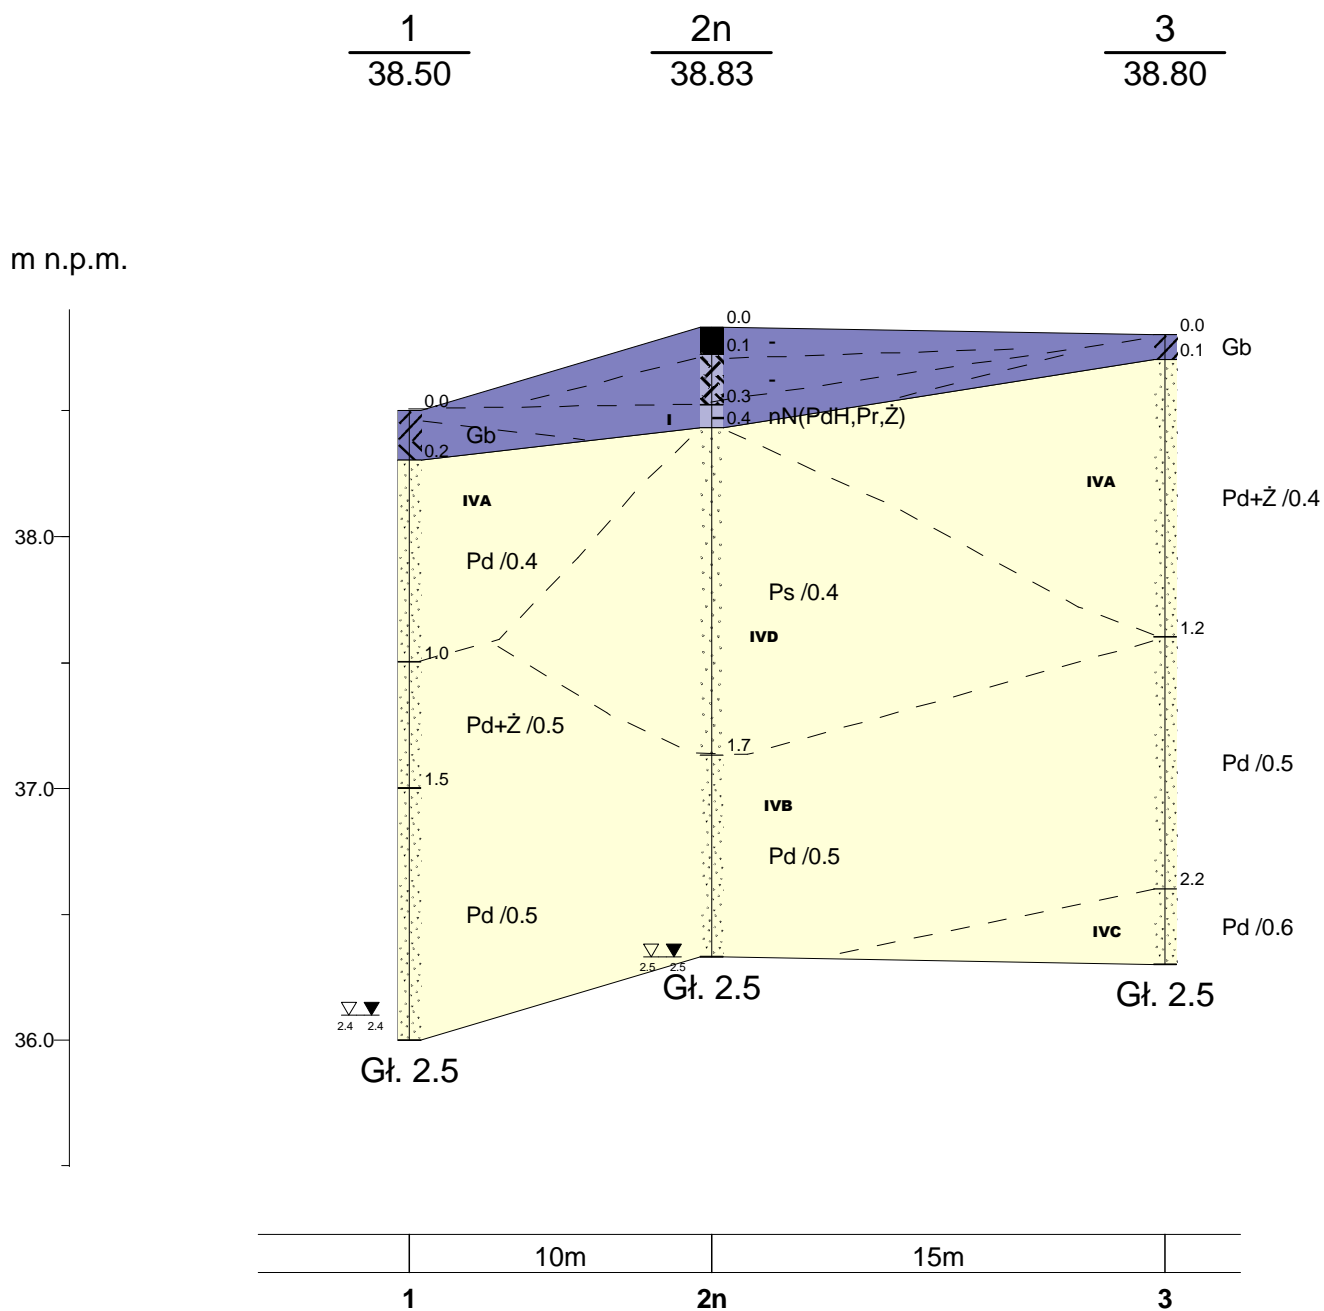 1 2n 3
38.50 38.83 38.80
m n.p.m.
0.0
0.0
0.1 -
0.1 Gb
-
0.3
0.0
I 0.4 nN(PdH,Pr,Ż)
Gb
0.2
IVA
IVA
Pd+Ż /0.4
38.0
Pd /0.4
Ps /0.4
1.2
IVD
1.0
Pd+Ż /0.5
1.7
Pd /0.5
1.5
37.0
IVB
Pd /0.5
2.2
Pd /0.5
Pd /0.6
IVC
2.5 2.5
Gł. 2.5
Gł. 2.5
2.4 2.4
36.0
Gł. 2.5
10m 15m
1 2n 3